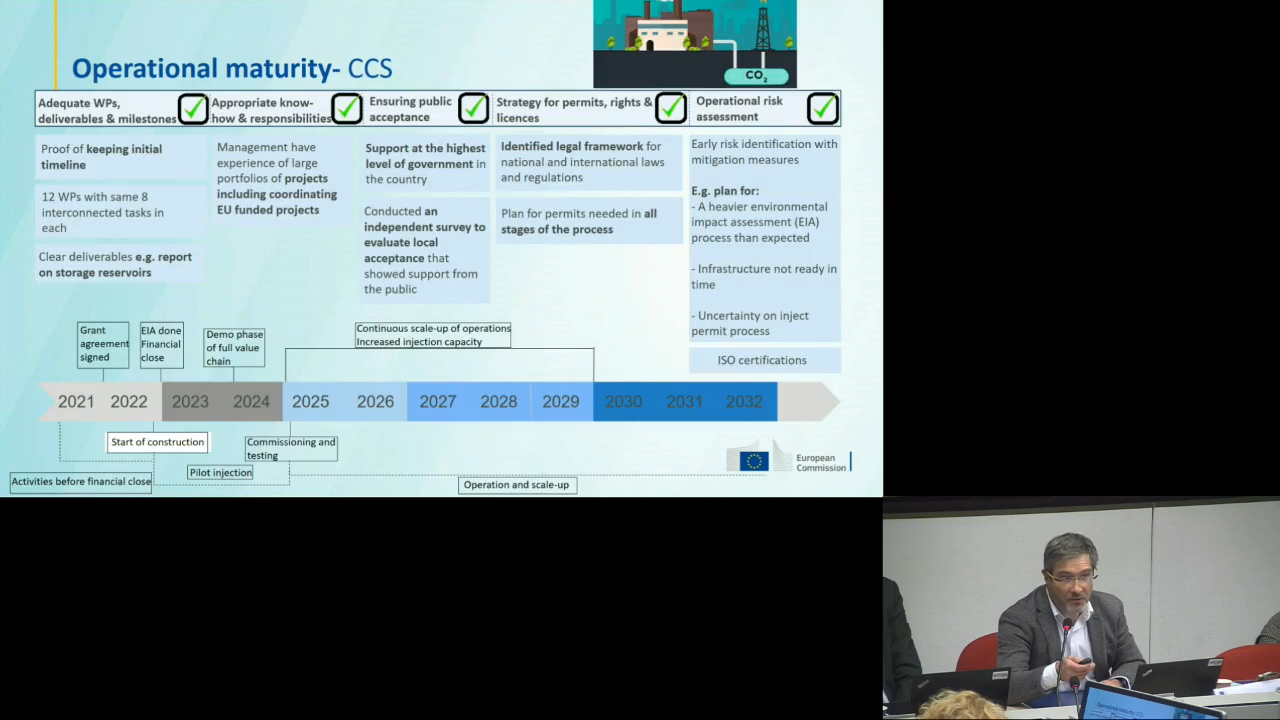 Operational maturity- CCS
CO2
Adequate WPs,
deliverables & milestones
Appropriate know-
how & responsibilities
Ensuring public
acceptance
Strategy for permits, rights &
licences
Operational risk
assessment
Proof of keeping initial
timeline
12 WPs with same 8
interconnected tasks in
each
Clear deliverables e.g. report
on storage reservoirs
Management have
experience of large
portfolios of projects
including coordinating
EU funded projects
Support at the highest
level of government in
the country
Conducted an
independent survey to
evaluate local
acceptance that
showed support from
the public
Identified legal framework for
national and international laws
and regulations
Plan for permits needed in all
stages of the process
Early risk identification with
mitigation measures
E.g. plan for:
- A heavier environmental
impact assessment (EIA)
process than expected
- Infrastructure not ready in
time
- Uncertainty on inject
permit process
ISO certifications
Grant
agreement
signed
EIA done
Financial
close
Demo phase
of full value
chain
Continuous scale-up of operations
Increased injection capacity
2021 2022 2023 2024 2025 2026 2027 2028 2029 2030 2031 2032
Start of construction
Commissioning and
testing
Pilot injection
Activities before financial close
Operation and scale-up
European
Commission